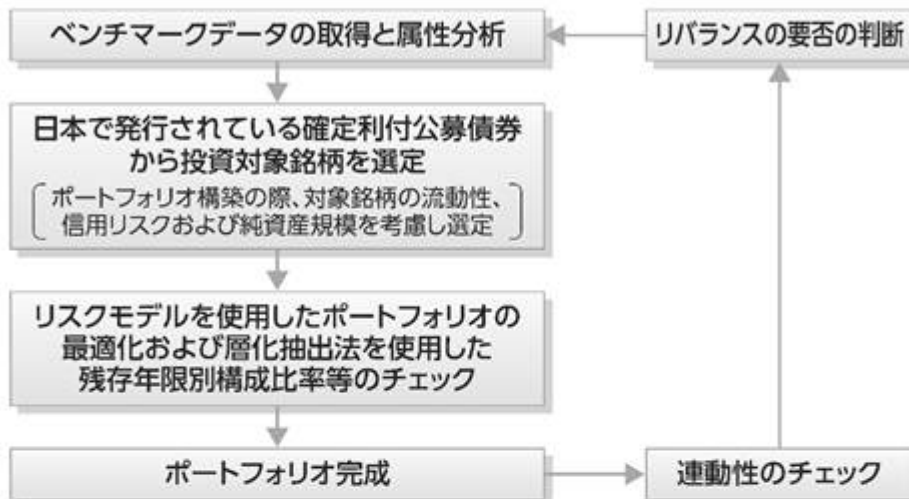 ベンチマークデータの取得と属性分析
リバランスの要否の判断
日本で発行されている確定利付公募債券
から投資対象銘柄を選定
ポートフォリオ構築の際、対象銘柄の流動性、
信用リスクおよび純資産規模を考慮し選定
リスクモデルを使用したポートフォリオの
最適化および層化抽出法を使用した
残存年限別構成比率等のチェック
ポートフォリオ完成
連動性のチェック